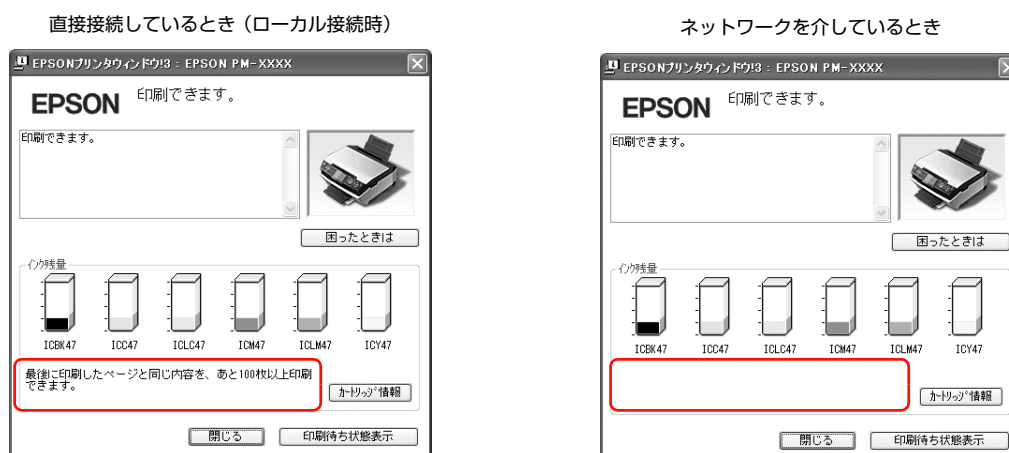 直接接続しているとき（ローカル接続時）
EPSONプリンタウィンドウ!3 : EPSON PM-XXXX
EPSON
印刷できます。
印刷できます。
困ったときは
インク残量
ICBK47 ICC47 ICLC47 ICM47 ICLM47 ICY47
最後に印刷したページと同じ内容を、あと100枚以上印刷
できます。
カートリッジ情報
閉じる 印刷待ち状態表示
ネットワークを介しているとき
EPSONプリンタウィンドウ!3 : EPSON PM-XXXX
EPSON
印刷できます。
印刷できます。
困ったときは
インク残量
ICBK47 ICC47 ICLC47 ICM47 ICLM47 ICY47
カートリッジ情報
閉じる 印刷待ち状態表示